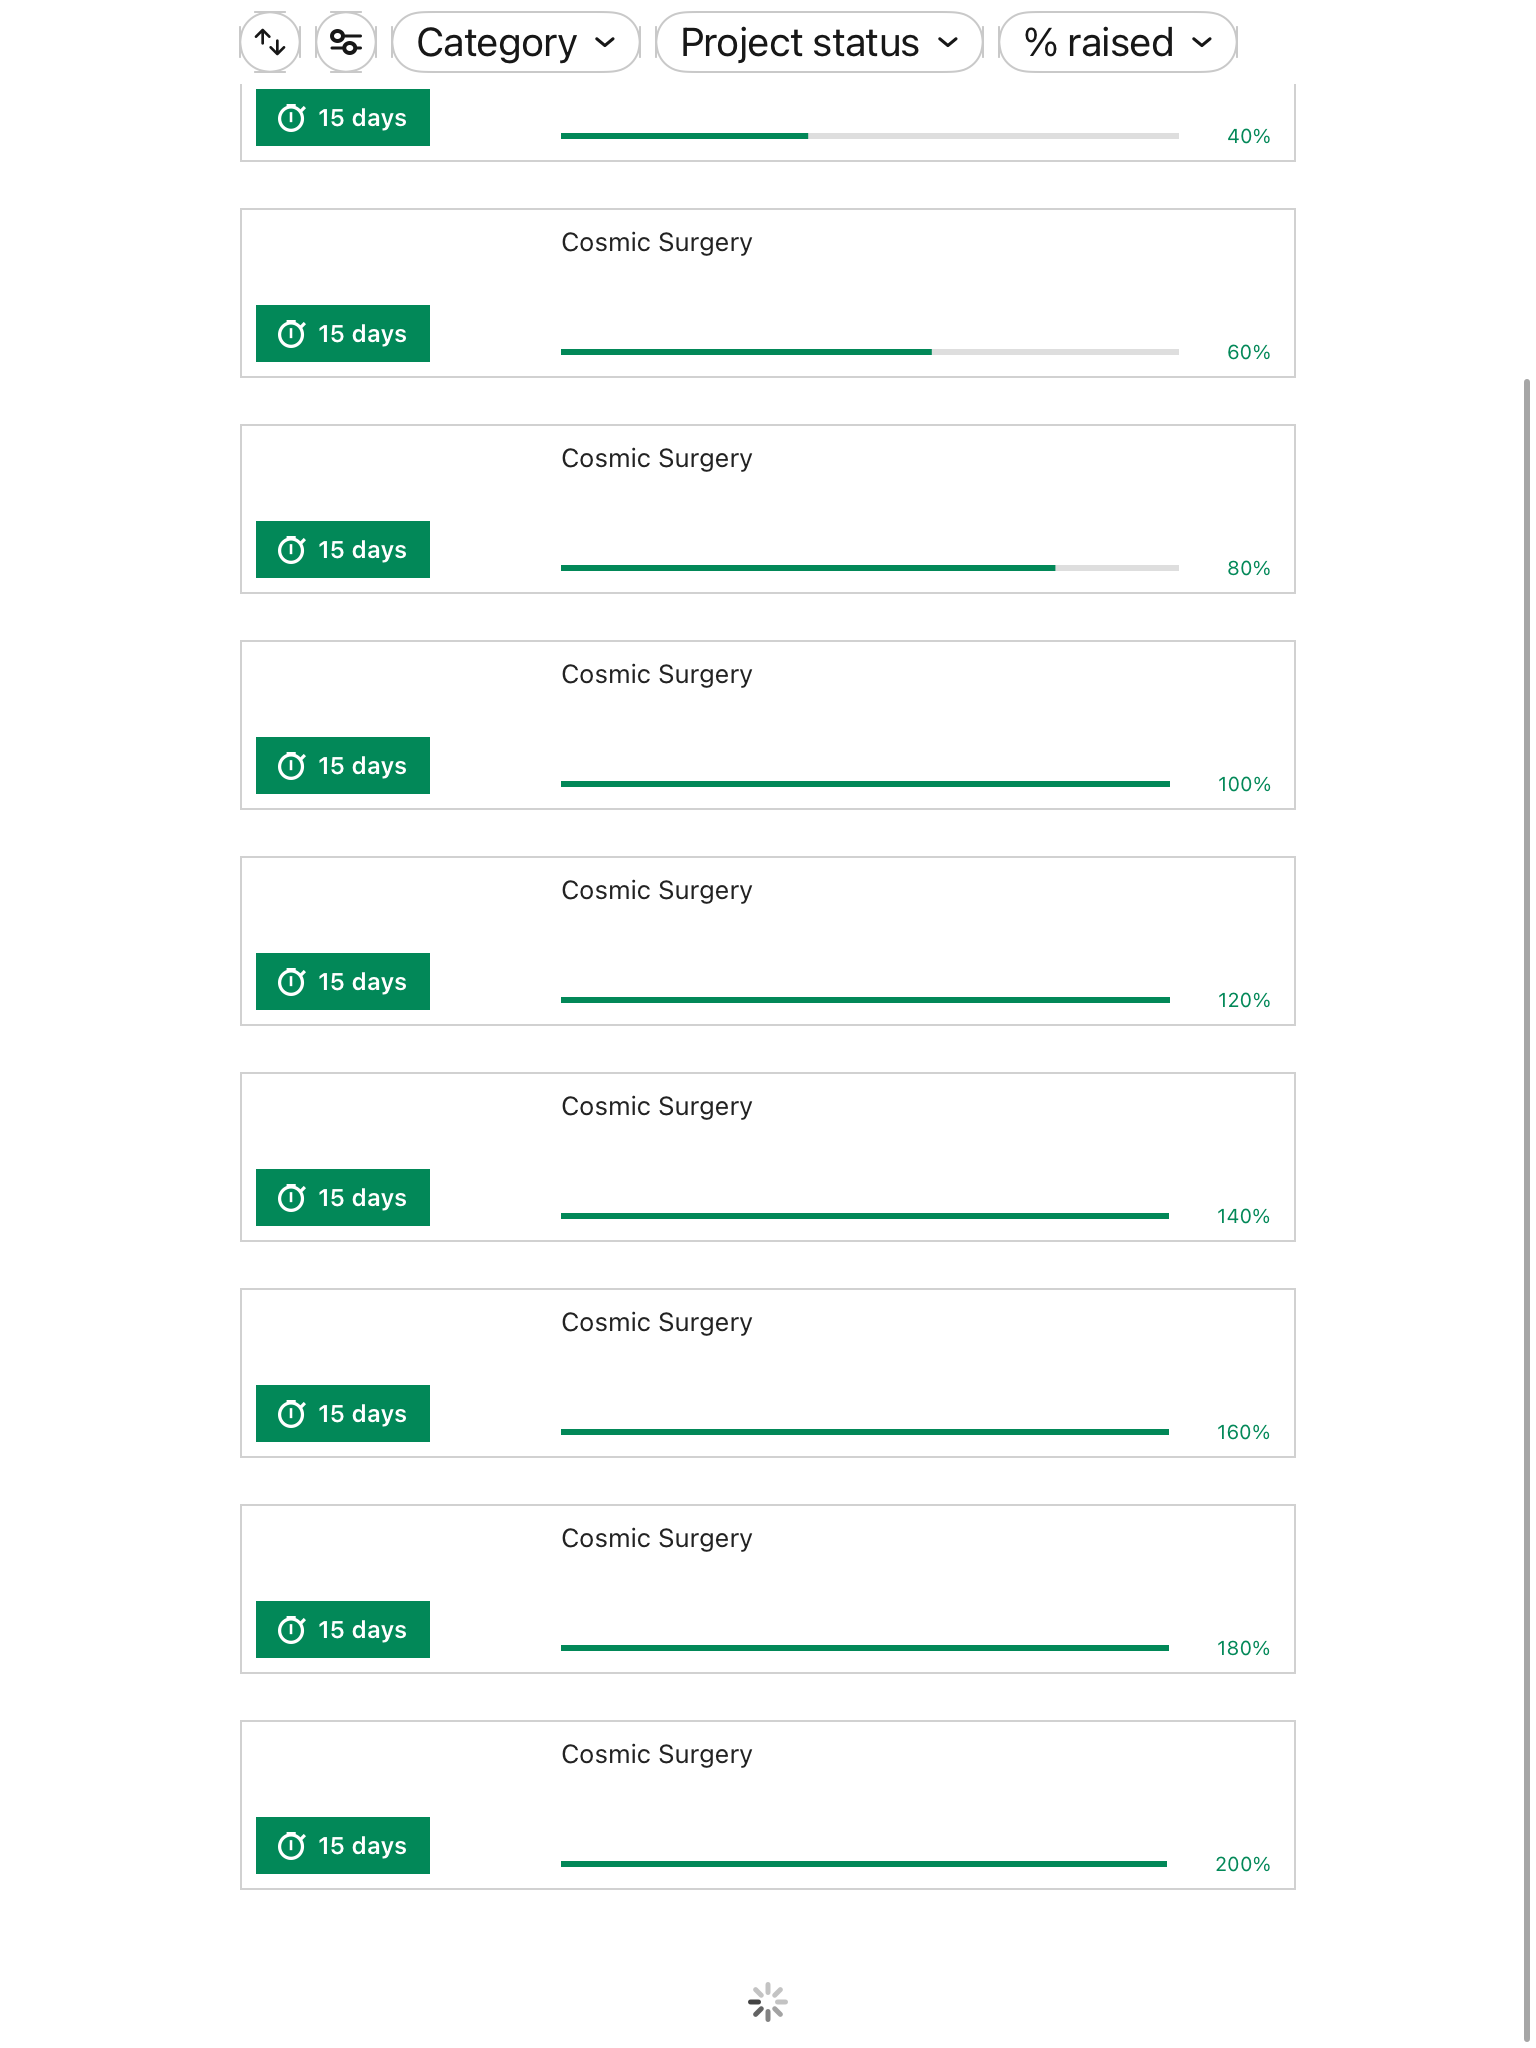 Category
Project status
% raised
15 days
40%
Cosmic Surgery
15 days
60%
Cosmic Surgery
15 days
80%
Cosmic Surgery
15 days
100%
Cosmic Surgery
15 days
120%
Cosmic Surgery
15 days
140%
Cosmic Surgery
15 days
160%
Cosmic Surgery
15 days
180%
Cosmic Surgery
15 days
200%